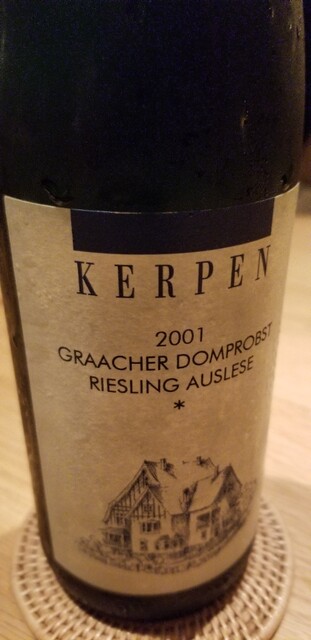 KERPEN
2001
GRAACHER DOMPROBST
RIESLING AUSLESE
*